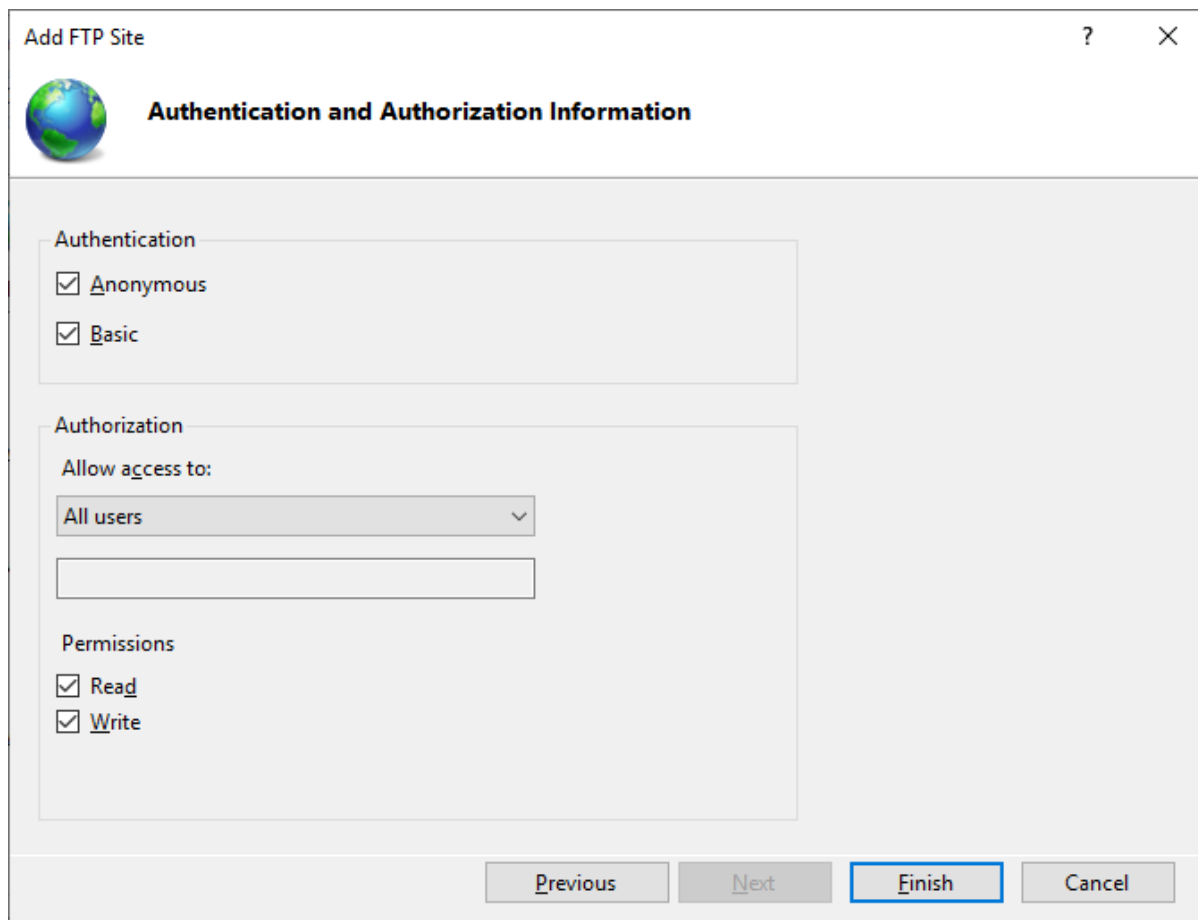 Add FTP Site
?
Authentication and Authorization Information
Authentication
Anonymous
Basic
Authorization
Allow access to:
All users
Permissions
Read
Write
Previous
Next
Finish
Cancel